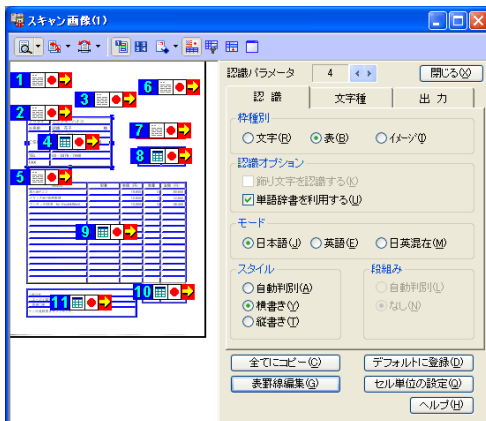 スキャン画像(1)
認識パラメータ 4 閉じる(X)
認 識 文字種 出 力
枠種別
文字(R) 表(B) イメージ(I)
認識オプション
飾り文字を認識する(K)
単語辞書を利用する(U)
モード
日本語(J) 英語(E) 日英混在(M)
スタイル 段組み
自動判別(A) 自動判別(L)
横書き(Y) なし(N)
縦書き(T)
全てにコピー(C) デフォルトに登録(D)
表罫線編集(G) セル単位の設定(Q)
ヘルプ(H)
1
6
3
2
7
4
8
5
9
10
11